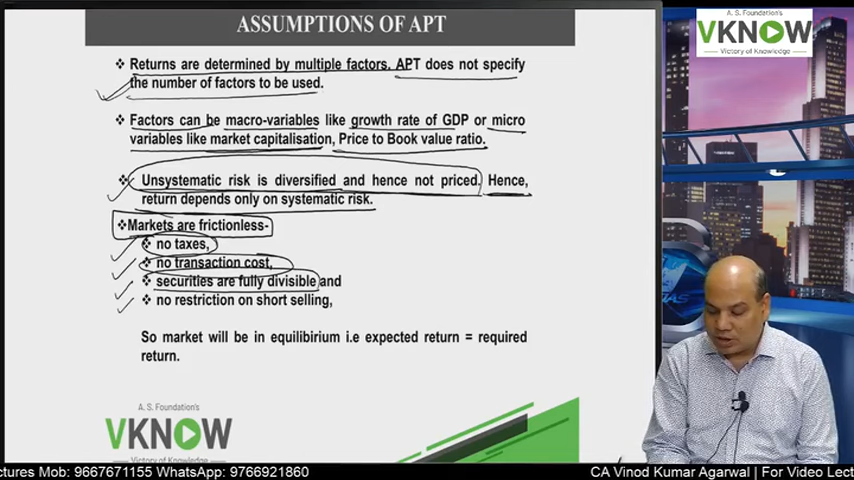 ASSUMPTIONS OF APT
A. S. Foundation's
VKNOW
Victory of Knowledge
❖ Returns are determined by multiple factors. APT does not specify
the number of factors to be used.
❖ Factors can be macro-variables like growth rate of GDP or micro
variables like market capitalisation, Price to Book value ratio.
❖ Unsystematic risk is diversified and hence not priced. Hence,
return depends only on systematic risk.
❖Markets are frictionless-
❖ no taxes,
❖ no transaction cost,
❖ securities are fully divisible and
❖ no restriction on short selling,
So market will be in equilibrium i.e expected return = required
return.
A. S. Foundation's
VKNOW
Victory of Knowledge
ctures Mob: 9667671155 WhatsApp: 9766921860
CA Vinod Kumar Agarwal | For Video Lect